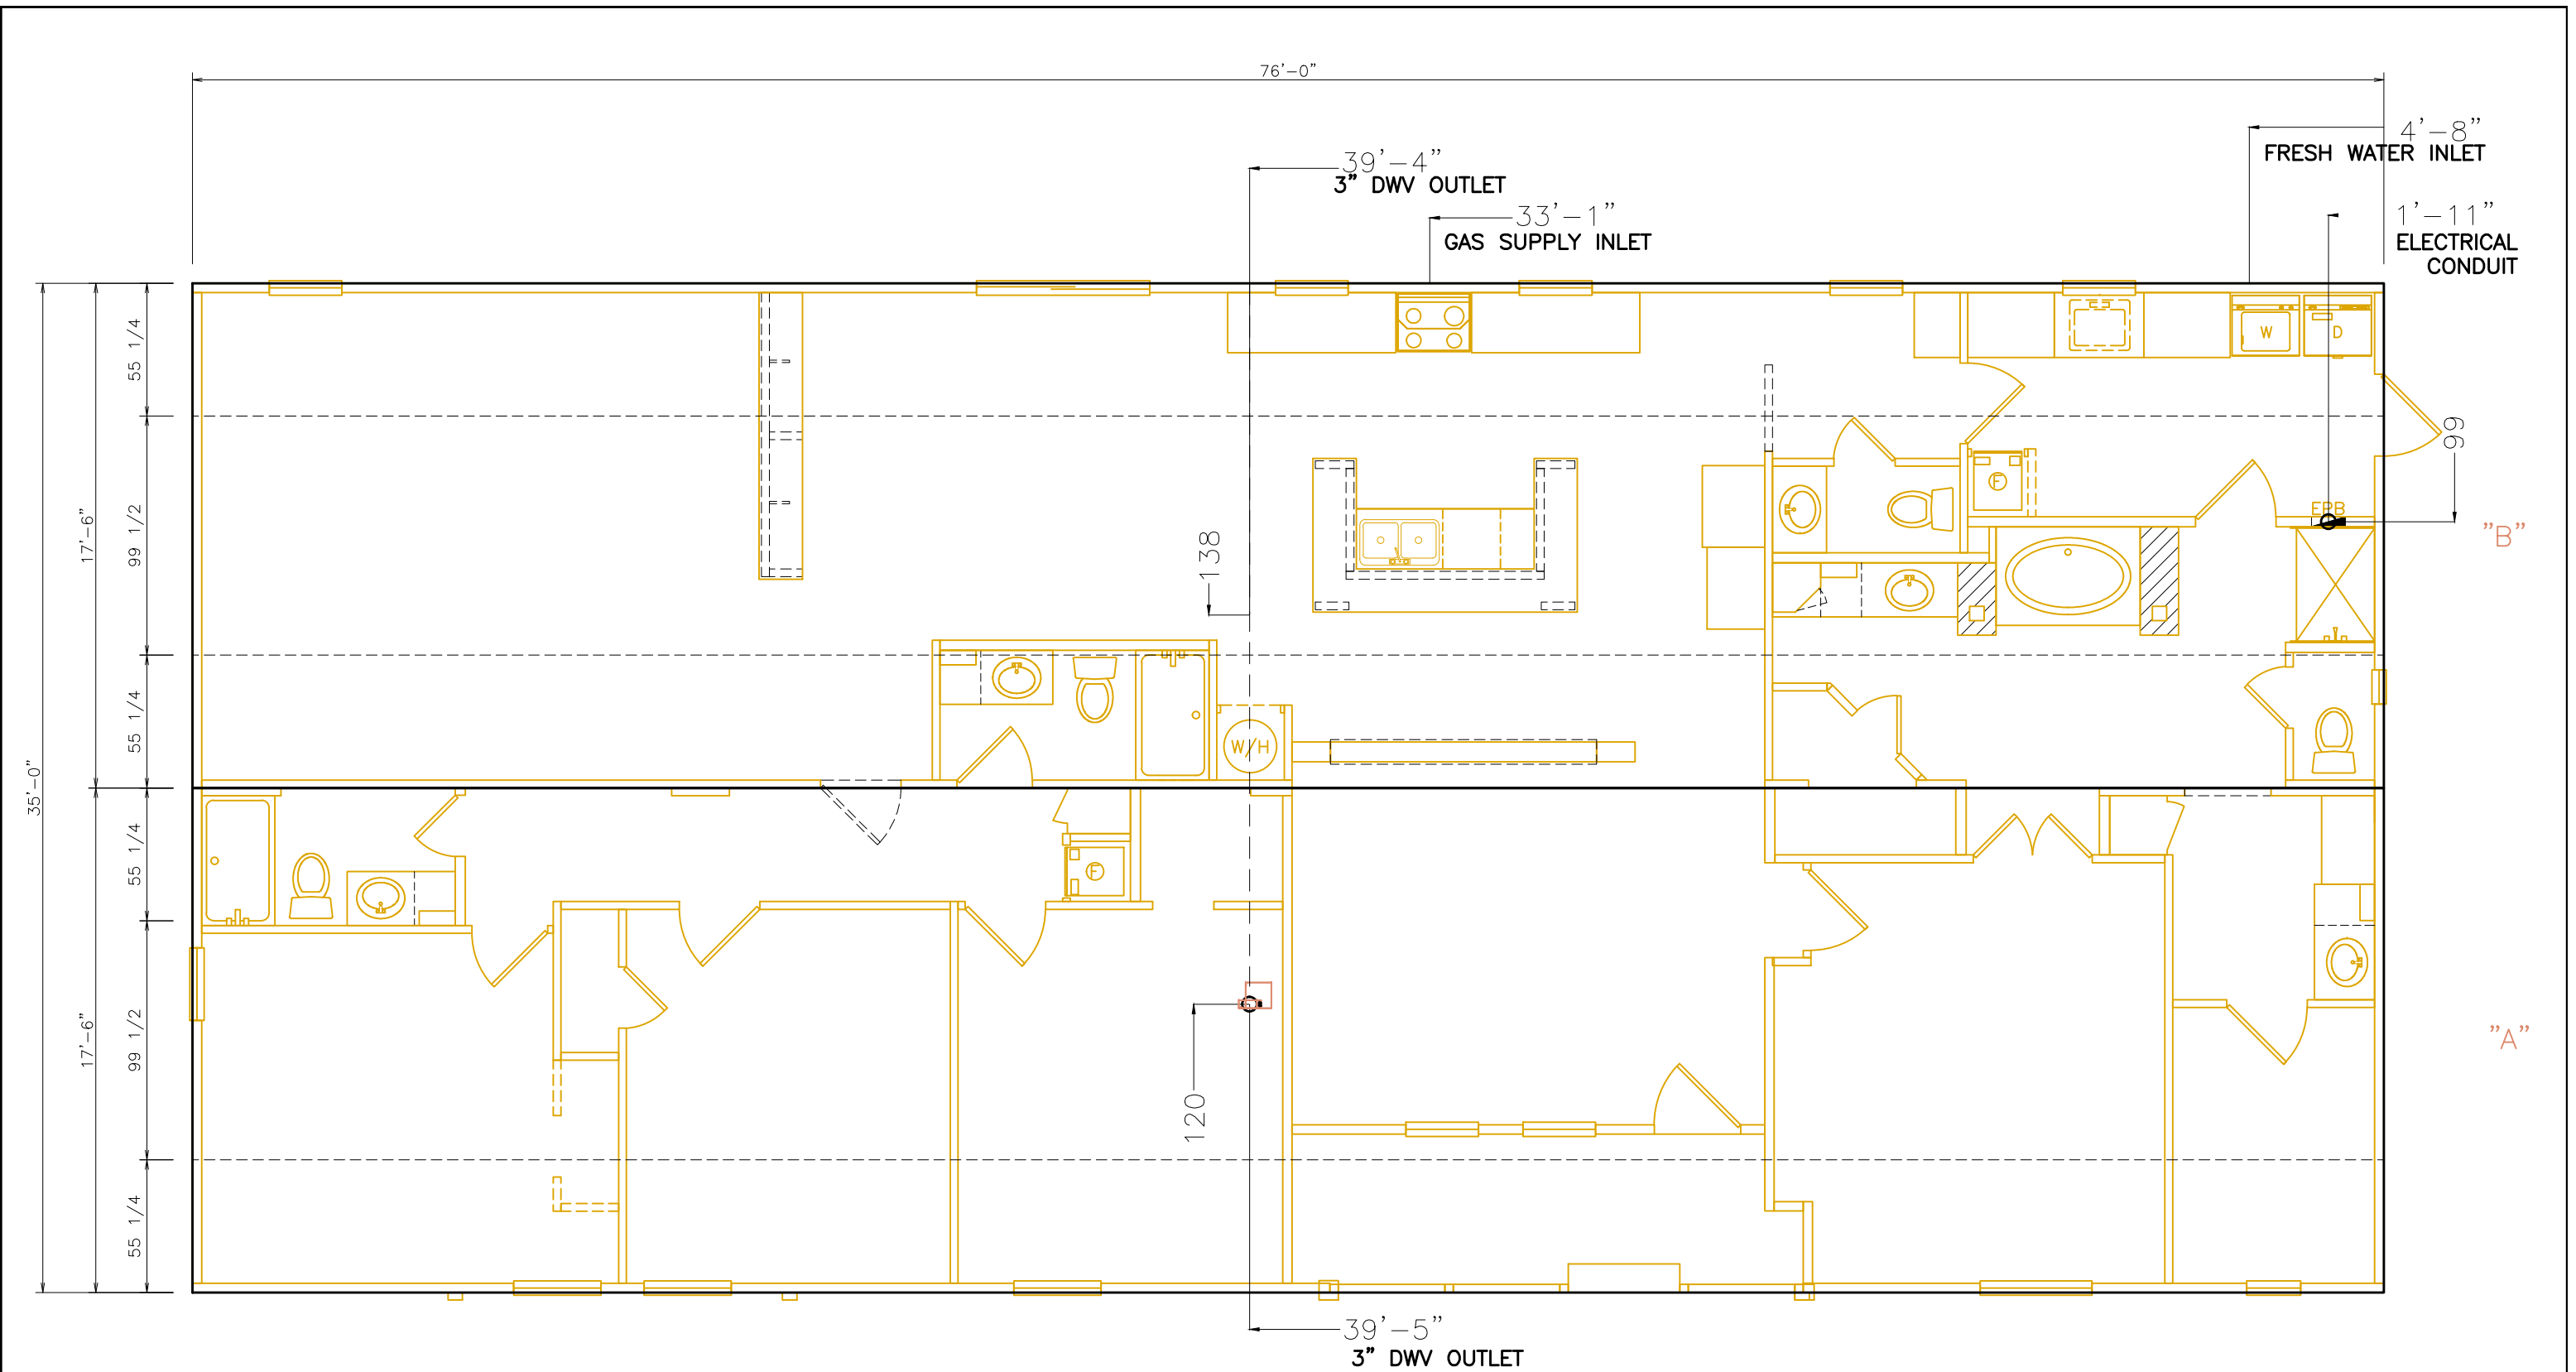 76'-0"
4'-8"
FRESH WATER INLET
39'-4"
3" DWV OUTLET
33'-1"
GAS SUPPLY INLET
1'-11"
ELECTRICAL
CONDUIT
55 1/4
W
D
99
17'-6"
99 1/2
F
EPB
"B"
138
55 1/4
W/H
35'-0"
55 1/4
F
17'-6"
99 1/2
"A"
120
55 1/4
39'-5"
3" DWV OUTLET